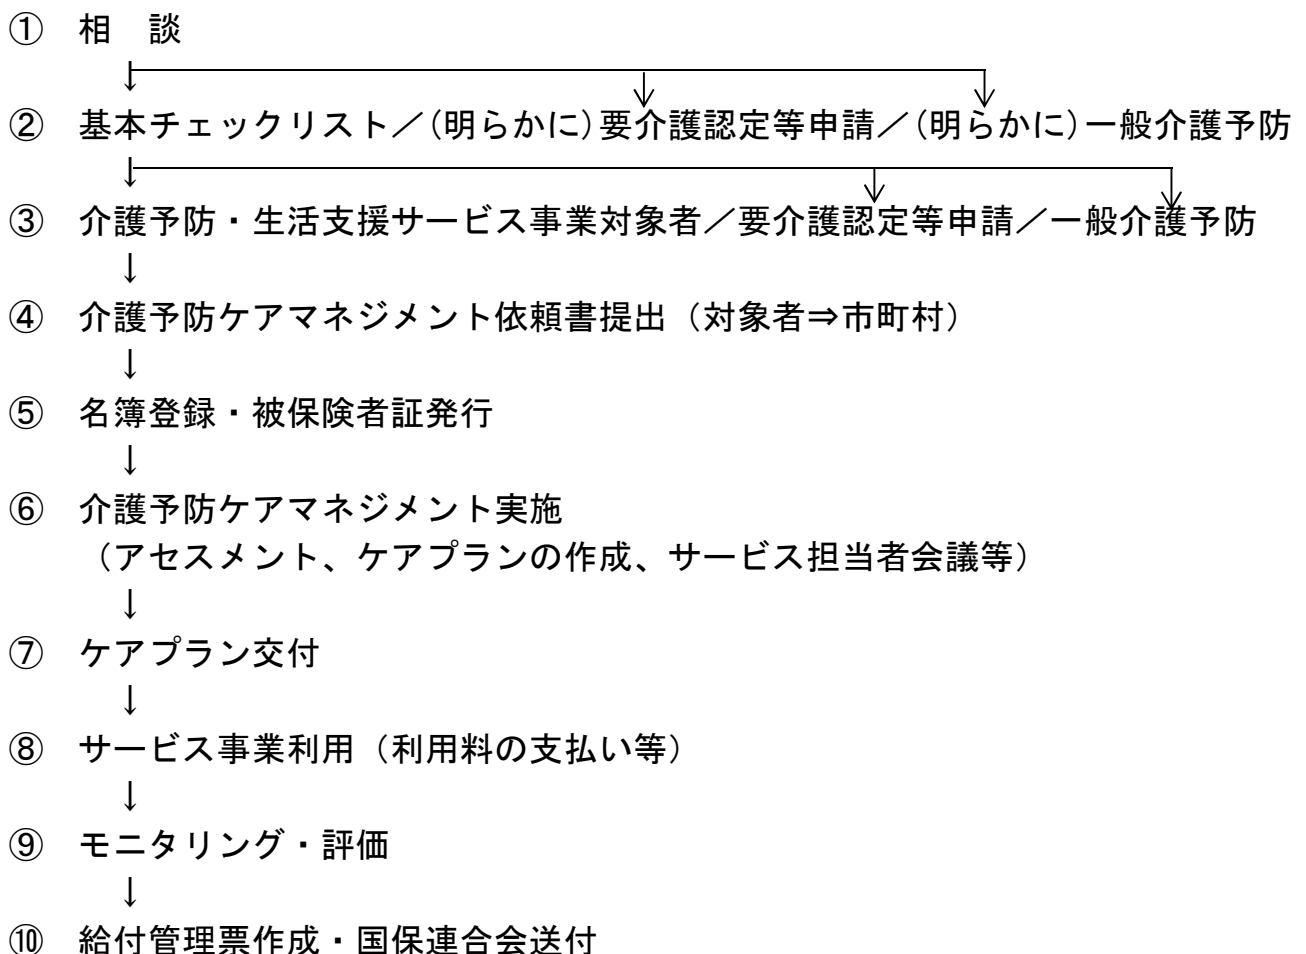 ① 相　談
↓
② 基本チェックリスト／(明らかに)要介護認定等申請／(明らかに)一般介護予防
↓
③ 介護予防・生活支援サービス事業対象者／要介護認定等申請／一般介護予防
↓
④ 介護予防ケアマネジメント依頼書提出（対象者⇒市町村）
↓
⑤ 名簿登録・被保険者証発行
↓
⑥ 介護予防ケアマネジメント実施
（アセスメント、ケアプランの作成、サービス担当者会議等）
↓
⑦ ケアプラン交付
↓
⑧ サービス事業利用（利用料の支払い等）
↓
⑨ モニタリング・評価
↓
⑩ 給付管理票作成・国保連合会送付